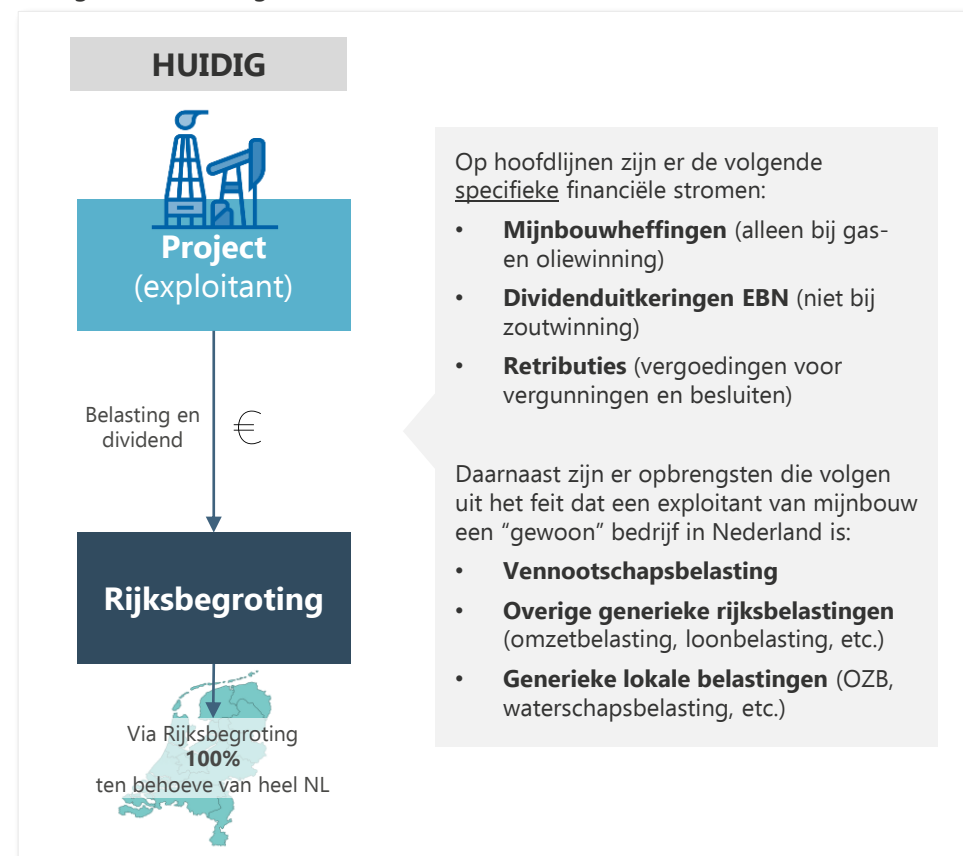 HUIDIG
Project
(exploitant)
Belasting en
dividend
€
Rijksbegroting
Via Rijksbegroting
100%
ten behoeve van heel NL
Op hoofdlijnen zijn er de volgende
specifieke financiële stromen:
• Mijnbouwheffingen (alleen bij gas-
en oliewinning)
• Dividenduitkeringen EBN (niet bij
zoutwinning)
• Retributies (vergoedingen voor
vergunningen en besluiten)
Daarnaast zijn er opbrengsten die volgen
uit het feit dat een exploitant van mijnbouw
een “gewoon” bedrijf in Nederland is:
• Vennootschapsbelasting
• Overige generieke rijksbelastingen
(omzetbelasting, loonbelasting, etc.)
• Generieke lokale belastingen (OZB,
waterschapsbelasting, etc.)